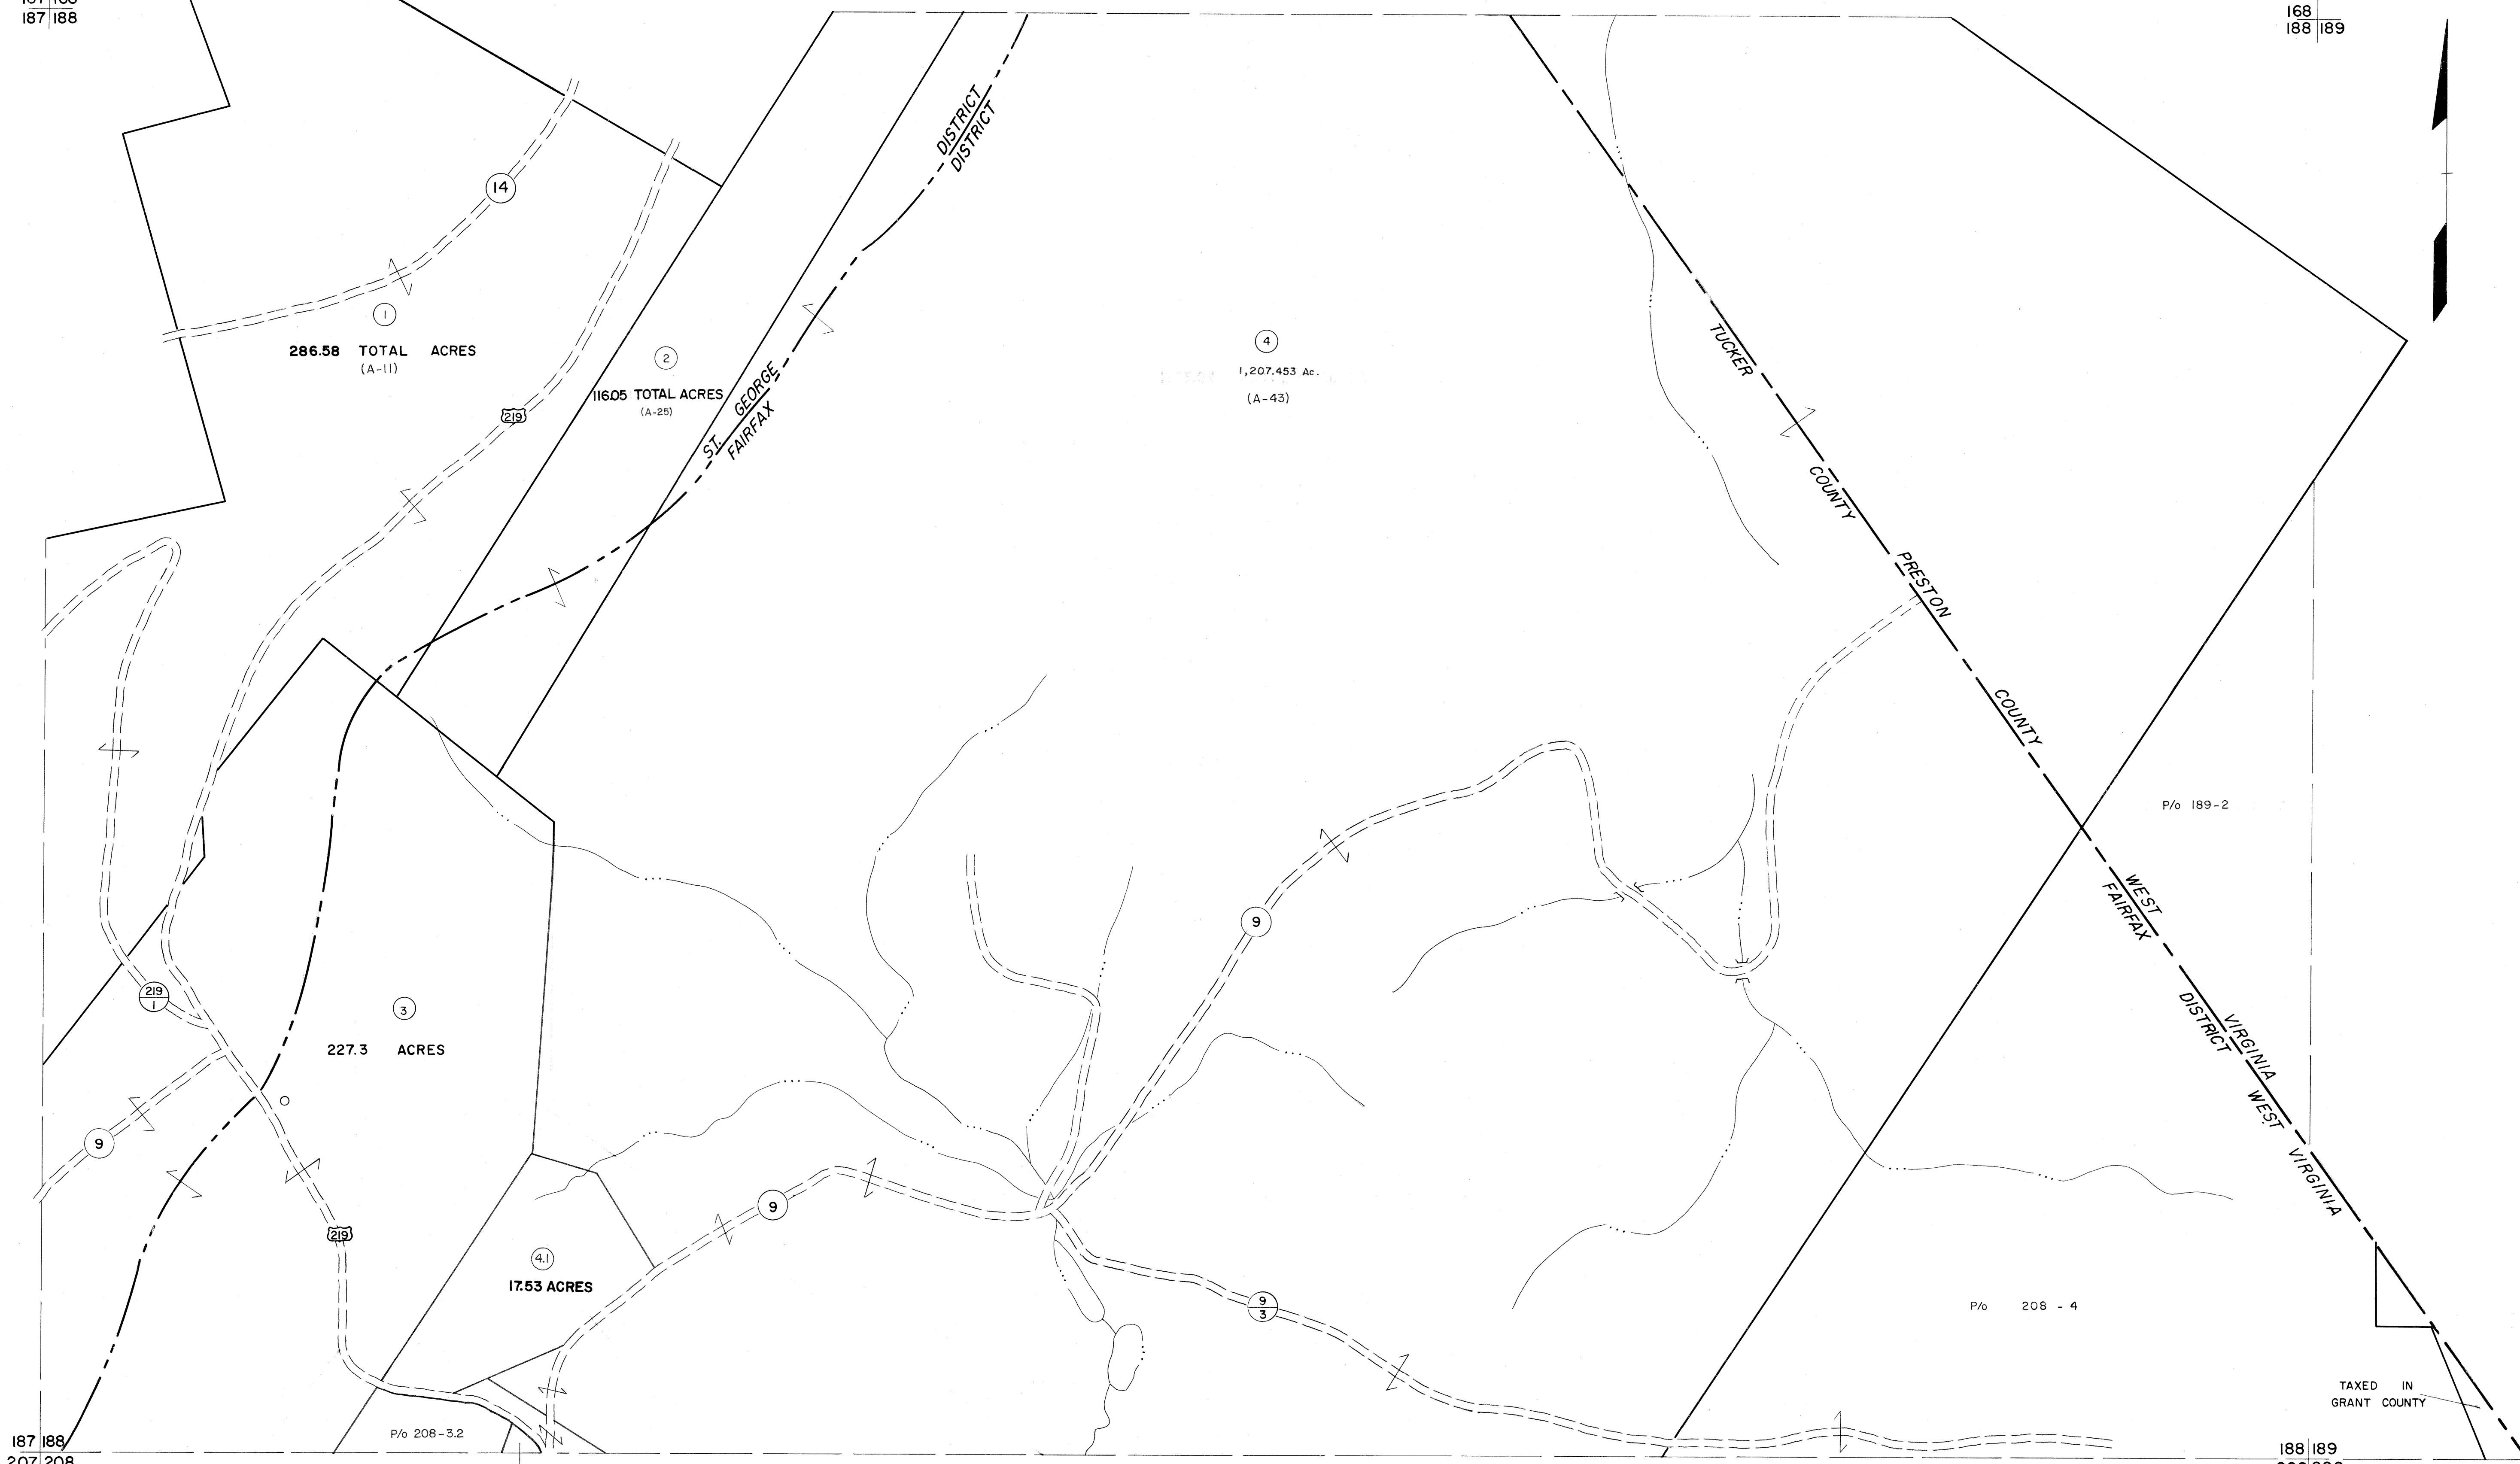 187 188
168
188 189
DISTRICT
DISTRICT
14
1
286.58 TOTAL ACRES
(A-11)
2
116.05 TOTAL ACRES
(A-25)
ST. GEORGE
FAIRFAX
219
4
1,207.453 Ac.
(A-43)
TUCKER COUNTY
PRESTON COUNTY
P/o 189-2
WEST VIRGINIA
FAIRFAX DISTRICT
WEST VIRGINIA
9
219
1
3
227.3 ACRES
9
219
9
4.1
17.53 ACRES
9
3
P/o 208 - 4
TAXED IN
GRANT COUNTY
P/o 208-3.2
187 188
207 208
188 189